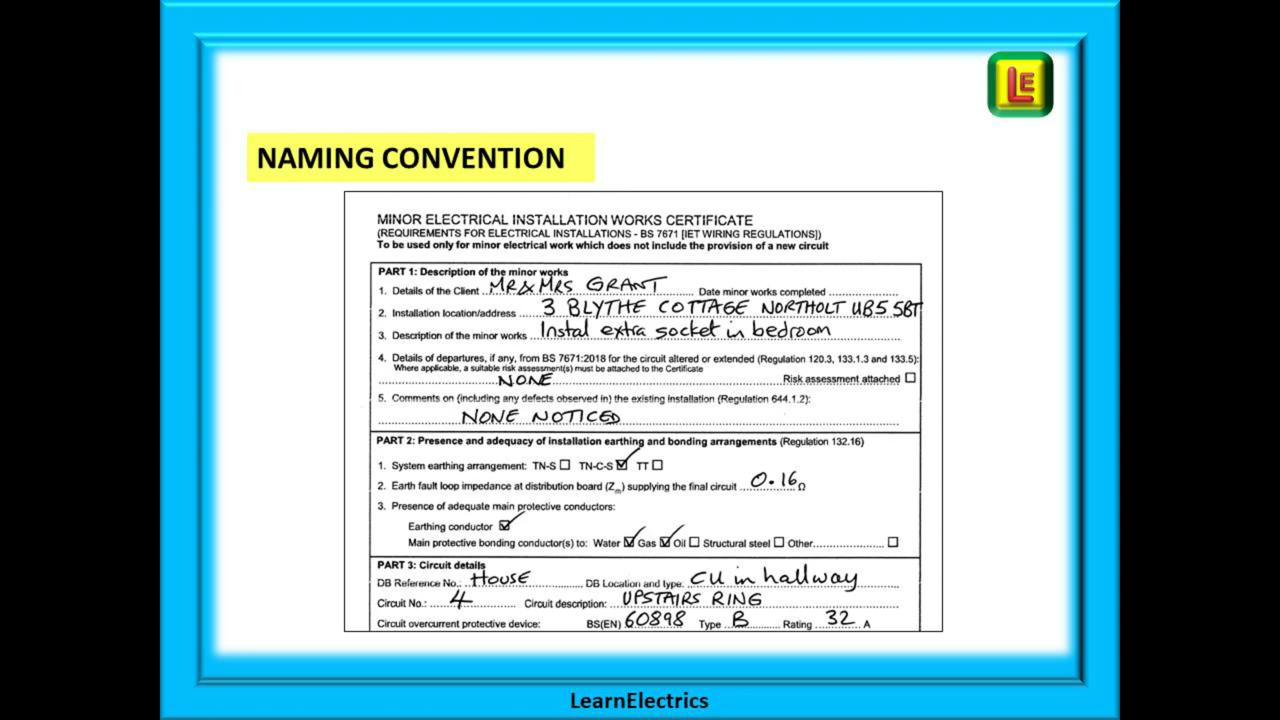 LE
NAMING CONVENTION
MINOR ELECTRICAL INSTALLATION WORKS CERTIFICATE
(REQUIREMENTS FOR ELECTRICAL INSTALLATIONS - BS 7671 [IET WIRING REGULATIONS])
To be used only for minor electrical work which does not include the provision of a new circuit
PART 1: Description of the minor works
1. Details of the Client MR & MRS GRANT Date minor works completed
2. Installation location/address 3 BLYTHE COTTAGE NORTHOLT UB5 5BT
3. Description of the minor works Instal extra socket in bedroom
4. Details of departures, if any, from BS 7671:2018 for the circuit altered or extended (Regulation 120.3, 133.1.3 and 133.5):
Where applicable, a suitable risk assessment(s) must be attached to the Certificate
NONE Risk assessment attached
5. Comments on (including any defects observed in) the existing installation (Regulation 644.1.2):
NONE NOTICED
PART 2: Presence and adequacy of installation earthing and bonding arrangements (Regulation 132.16)
1. System earthing arrangement: TN-S TN-C-S TT
2. Earth fault loop impedance at distribution board (Zdb) supplying the final circuit 0.16 Ω
3. Presence of adequate main protective conductors:
Earthing conductor
Main protective bonding conductor(s) to: Water Gas Oil Structural steel Other
PART 3: Circuit details
DB Reference No.: HOUSE DB Location and type: CU in hallway
Circuit No.: 4 Circuit description: UPSTAIRS RING
Circuit overcurrent protective device: BS(EN) 60898 Type B Rating 32 A
LearnElectrics